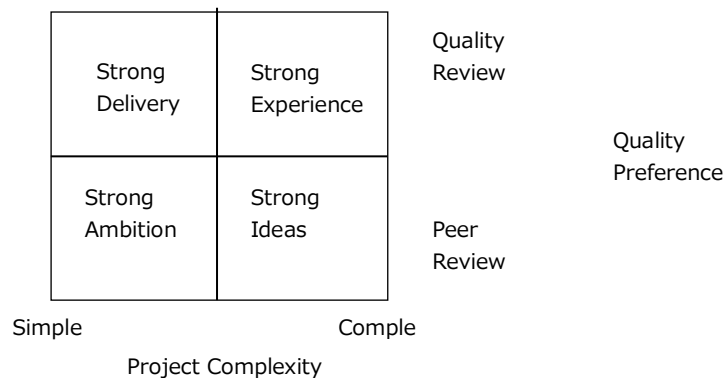 Strong
Delivery
Strong
Experience
Quality
Review
Quality
Preference
Strong
Ambition
Strong
Ideas
Peer
Review
Simple
Comple
Project Complexity